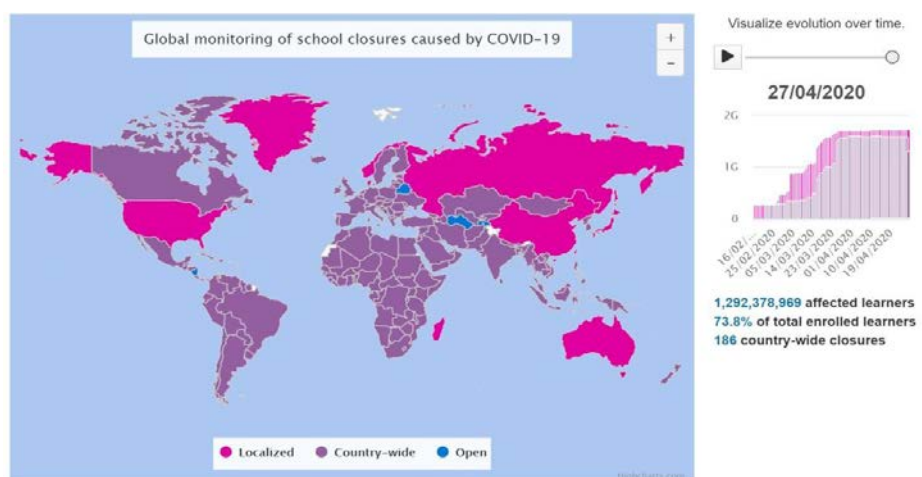 Global monitoring of school closures caused by COVID-19
+
−
Localized
Country-wide
Open
Visualize evolution over time.
27/04/2020
2G
1G
0
16/02/...
25/02/2020
05/03/2020
14/03/2020
23/03/2020
01/04/2020
10/04/2020
19/04/2020
1,292,378,969 affected learners
73.8% of total enrolled learners
186 country-wide closures